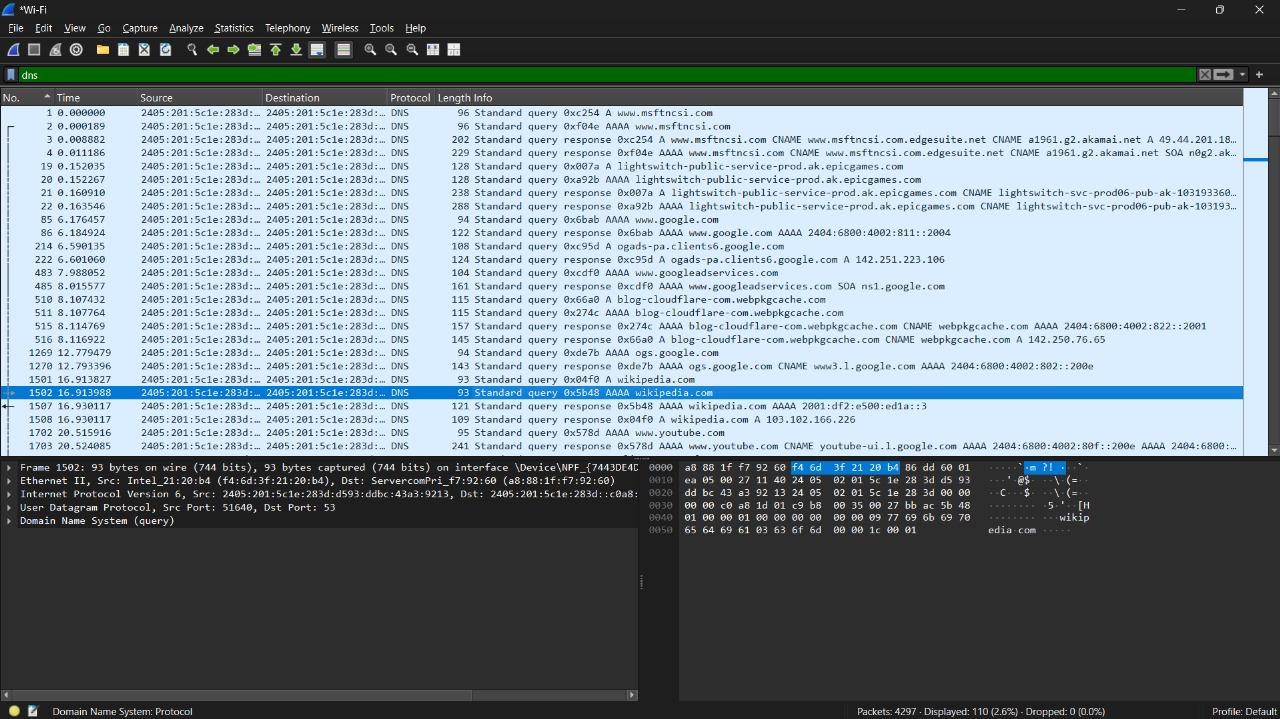 *Wi-Fi
File Edit View Go Capture Analyze Statistics Telephony Wireless Tools Help
dns
No. Time Source Destination Protocol Length Info
1 0.000000 2405:201:5c1e:283d:… 2405:201:5c1e:283d:… DNS 96 Standard query 0xc254 A www.msftncsi.com
2 0.000189 2405:201:5c1e:283d:… 2405:201:5c1e:283d:… DNS 96 Standard query 0xf04e AAAA www.msftncsi.com
3 0.008882 2405:201:5c1e:283d:… 2405:201:5c1e:283d:… DNS 202 Standard query response 0xc254 A www.msftncsi.com CNAME www.msftncsi.com.edgesuite.net CNAME a1961.g2.akamai.net A 49.44.201.18…
4 0.011186 2405:201:5c1e:283d:… 2405:201:5c1e:283d:… DNS 229 Standard query response 0xf04e AAAA www.msftncsi.com CNAME www.msftncsi.com.edgesuite.net CNAME a1961.g2.akamai.net SOA n0g2.ak…
19 0.152035 2405:201:5c1e:283d:… 2405:201:5c1e:283d:… DNS 128 Standard query 0x007a A lightswitch-public-service-prod.ak.epicgames.com
20 0.152267 2405:201:5c1e:283d:… 2405:201:5c1e:283d:… DNS 128 Standard query 0xa92b AAAA lightswitch-public-service-prod.ak.epicgames.com
21 0.160910 2405:201:5c1e:283d:… 2405:201:5c1e:283d:… DNS 238 Standard query response 0x007a A lightswitch-public-service-prod.ak.epicgames.com CNAME lightswitch-svc-prod06-pub-ak-103193360…
22 0.163546 2405:201:5c1e:283d:… 2405:201:5c1e:283d:… DNS 288 Standard query response 0xa92b AAAA lightswitch-public-service-prod.ak.epicgames.com CNAME lightswitch-svc-prod06-pub-ak-103193…
85 6.176457 2405:201:5c1e:283d:… 2405:201:5c1e:283d:… DNS 94 Standard query 0x6bab AAAA www.google.com
86 6.184924 2405:201:5c1e:283d:… 2405:201:5c1e:283d:… DNS 122 Standard query response 0x6bab AAAA www.google.com AAAA 2404:6800:4002:811::2004
214 6.590135 2405:201:5c1e:283d:… 2405:201:5c1e:283d:… DNS 108 Standard query 0xc95d A ogads-pa.clients6.google.com
222 6.601060 2405:201:5c1e:283d:… 2405:201:5c1e:283d:… DNS 124 Standard query response 0xc95d A ogads-pa.clients6.google.com A 142.251.223.106
483 7.988052 2405:201:5c1e:283d:… 2405:201:5c1e:283d:… DNS 104 Standard query 0xcdf0 AAAA www.googleadservices.com
485 8.015577 2405:201:5c1e:283d:… 2405:201:5c1e:283d:… DNS 161 Standard query response 0xcdf0 AAAA www.googleadservices.com SOA ns1.google.com
510 8.107432 2405:201:5c1e:283d:… 2405:201:5c1e:283d:… DNS 115 Standard query 0x66a0 A blog-cloudflare-com.webpkgcache.com
511 8.107764 2405:201:5c1e:283d:… 2405:201:5c1e:283d:… DNS 115 Standard query 0x274c AAAA blog-cloudflare-com.webpkgcache.com
515 8.114769 2405:201:5c1e:283d:… 2405:201:5c1e:283d:… DNS 157 Standard query response 0x274c AAAA blog-cloudflare-com.webpkgcache.com CNAME webpkgcache.com AAAA 2404:6800:4002:822::2001
516 8.116922 2405:201:5c1e:283d:… 2405:201:5c1e:283d:… DNS 145 Standard query response 0x66a0 A blog-cloudflare-com.webpkgcache.com CNAME webpkgcache.com A 142.250.76.65
1269 12.779479 2405:201:5c1e:283d:… 2405:201:5c1e:283d:… DNS 94 Standard query 0xde7b AAAA ogs.google.com
1270 12.793396 2405:201:5c1e:283d:… 2405:201:5c1e:283d:… DNS 143 Standard query response 0xde7b AAAA ogs.google.com CNAME www3.l.google.com AAAA 2404:6800:4002:802::200e
1501 16.913827 2405:201:5c1e:283d:… 2405:201:5c1e:283d:… DNS 93 Standard query 0x04f0 A wikipedia.com
1502 16.913988 2405:201:5c1e:283d:… 2405:201:5c1e:283d:… DNS 93 Standard query 0x5b48 AAAA wikipedia.com
1507 16.930117 2405:201:5c1e:283d:… 2405:201:5c1e:283d:… DNS 121 Standard query response 0x5b48 AAAA wikipedia.com AAAA 2001:df2:e500:ed1a::3
1508 16.930117 2405:201:5c1e:283d:… 2405:201:5c1e:283d:… DNS 109 Standard query response 0x04f0 A wikipedia.com A 103.102.166.226
1702 20.515916 2405:201:5c1e:283d:… 2405:201:5c1e:283d:… DNS 95 Standard query 0x578d AAAA www.youtube.com
1703 20.524085 2405:201:5c1e:283d:… 2405:201:5c1e:283d:… DNS 241 Standard query response 0x578d AAAA www.youtube.com CNAME youtube-ui.l.google.com AAAA 2404:6800:4002:80f::200e AAAA 2404:6800:…
Frame 1502: 93 bytes on wire (744 bits), 93 bytes captured (744 bits) on interface \Device\NPF_{7443DE4D
Ethernet II, Src: Intel_21:20:b4 (f4:6d:3f:21:20:b4), Dst: ServercomPri_f7:92:60 (a8:88:1f:f7:92:60)
Internet Protocol Version 6, Src: 2405:201:5c1e:283d:d593:ddbc:43a3:9213, Dst: 2405:201:5c1e:283d::c0a8:
User Datagram Protocol, Src Port: 51640, Dst Port: 53
Domain Name System (query)
0000 a8 88 1f f7 92 60 f4 6d 3f 21 20 b4 86 dd 60 01 ·····`·m ?! ···`·
0010 ea 05 00 27 11 40 24 05 02 01 5c 1e 28 3d d5 93 ···'·@$· ··\·(=··
0020 dd bc 43 a3 92 13 24 05 02 01 5c 1e 28 3d 00 00 ··C···$· ··\·(=··
0030 00 00 c0 a8 1d 01 c9 b8 00 35 00 27 bb ac 5b 48 ········ ·5·'··[H
0040 01 00 00 01 00 00 00 00 00 00 09 77 69 6b 69 70 ········ ···wikip
0050 65 64 69 61 03 63 6f 6d 00 00 1c 00 01 edia·com ·····
Domain Name System: Protocol
Packets: 4297 · Displayed: 110 (2.6%) · Dropped: 0 (0.0%)
Profile: Default